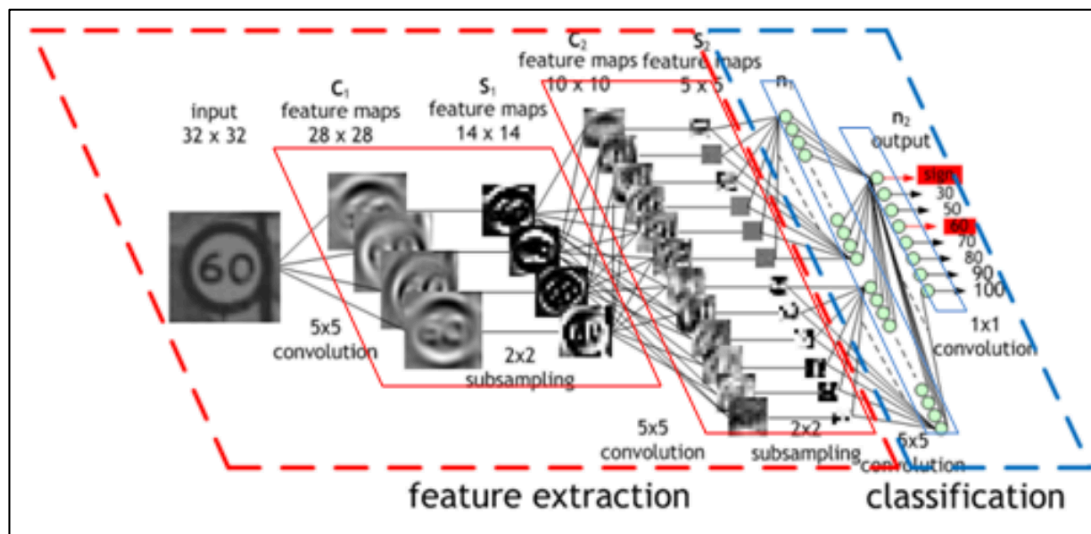 input
32 x 32
C1
feature maps
28 x 28
S1
feature maps
14 x 14
C2
feature maps
10 x 10
S2
feature maps
5 x 5
n1
n2
output
sign
30
50
60
70
80
90
100
60
5x5
convolution
2x2
subsampling
5x5
convolution
2x2
subsampling
5x5
convolution
1x1
convolution
feature extraction
classification